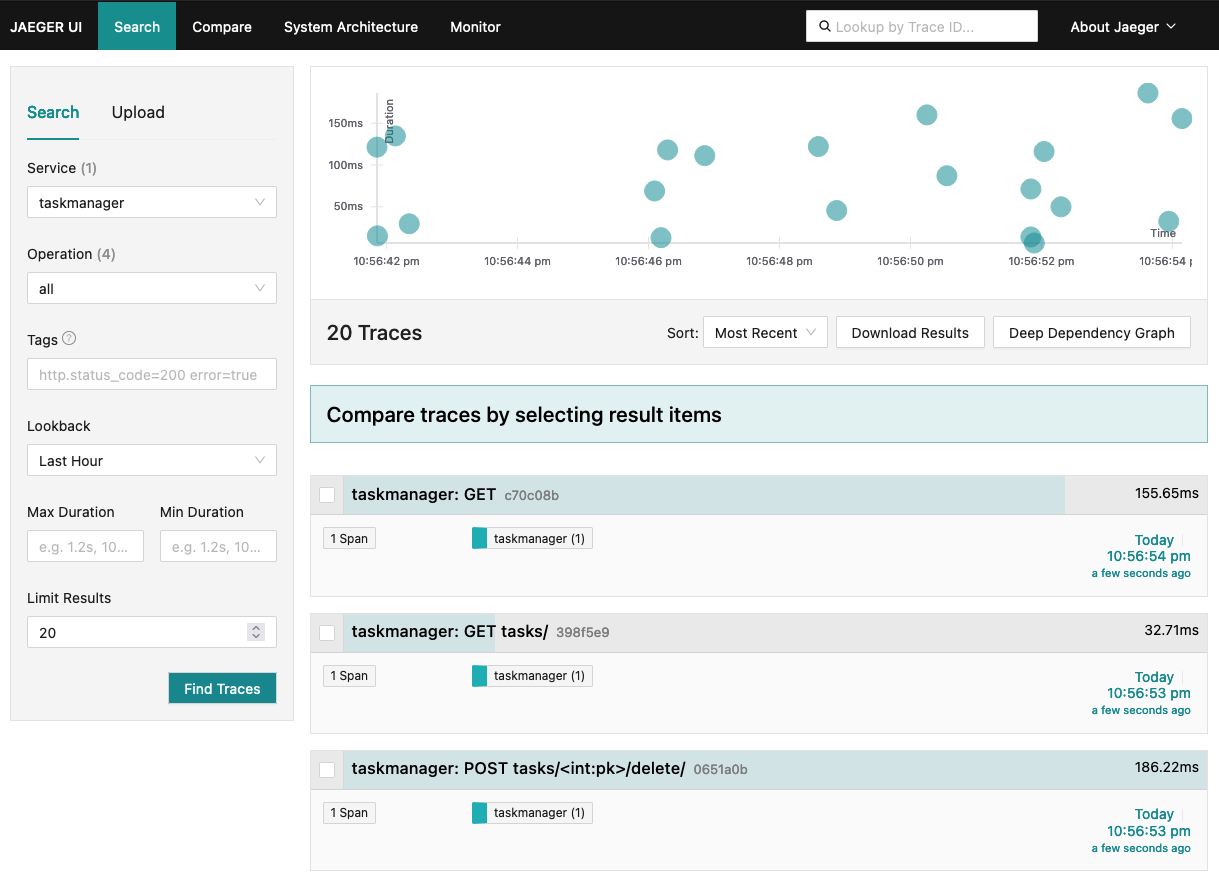 JAEGER UI Search Compare System Architecture Monitor Lookup by Trace ID... About Jaeger
Search Upload
Service (1)
taskmanager
Operation (4)
all
Tags ?
http.status_code=200 error=true
Lookback
Last Hour
Max Duration Min Duration
e.g. 1.2s, 10... e.g. 1.2s, 10...
Limit Results
20
Find Traces
Duration
150ms
100ms
50ms
Time
10:56:42 pm 10:56:44 pm 10:56:46 pm 10:56:48 pm 10:56:50 pm 10:56:52 pm 10:56:54 p
20 Traces Sort: Most Recent Download Results Deep Dependency Graph
Compare traces by selecting result items
taskmanager: GET c70c08b 155.65ms
1 Span taskmanager (1) Today
10:56:54 pm
a few seconds ago
taskmanager: GET tasks/ 398f5e9 32.71ms
1 Span taskmanager (1) Today
10:56:53 pm
a few seconds ago
taskmanager: POST tasks/<int:pk>/delete/ 0651a0b 186.22ms
1 Span taskmanager (1) Today
10:56:53 pm
a few seconds ago